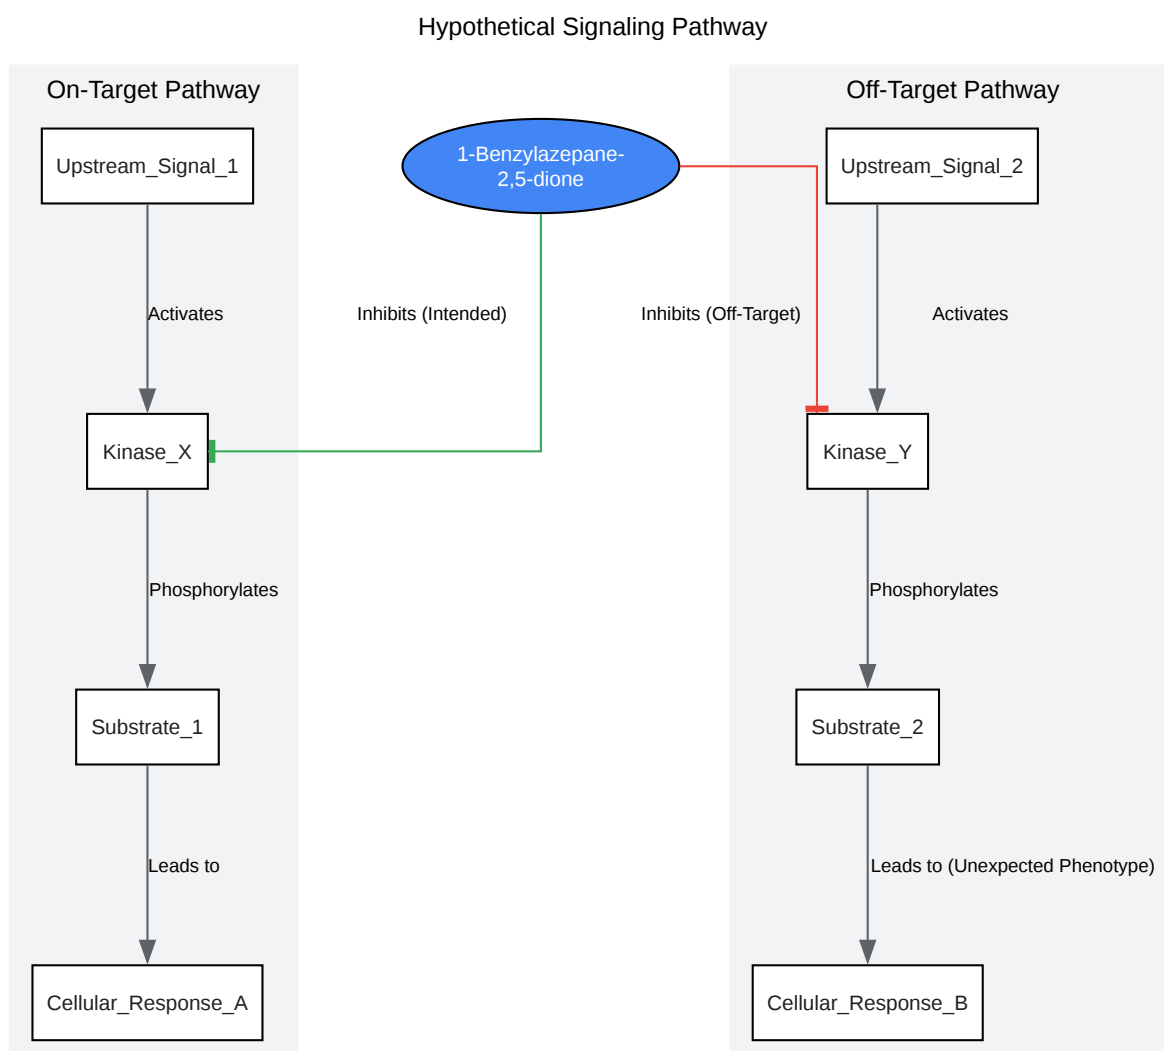 Hypothetical Signaling Pathway
On-Target Pathway
Off-Target Pathway
Upstream_Signal_1
1-Benzylazepane-
2,5-dione
Upstream_Signal_2
Activates
Inhibits (Intended)
Inhibits (Off-Target)
Activates
Kinase_X
Kinase_Y
Phosphorylates
Phosphorylates
Substrate_1
Substrate_2
Leads to
Leads to (Unexpected Phenotype)
Cellular_Response_A
Cellular_Response_B